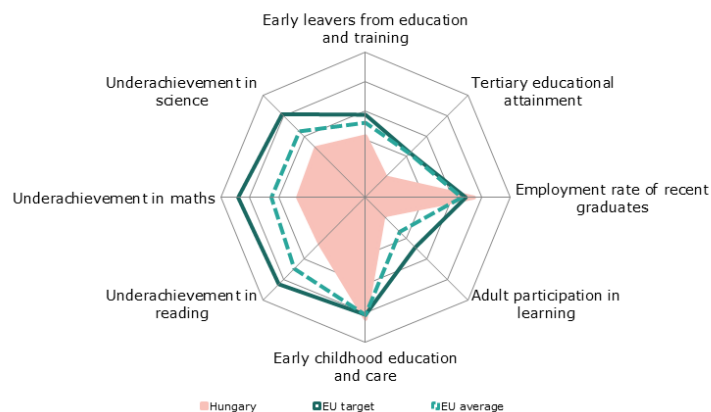 Early leavers from education
and training
Underachievement in
science
Tertiary educational
attainment
Underachievement in maths
Employment rate of recent
graduates
Underachievement in
reading
Adult participation in
learning
Early childhood education
and care
Hungary
EU target
EU average